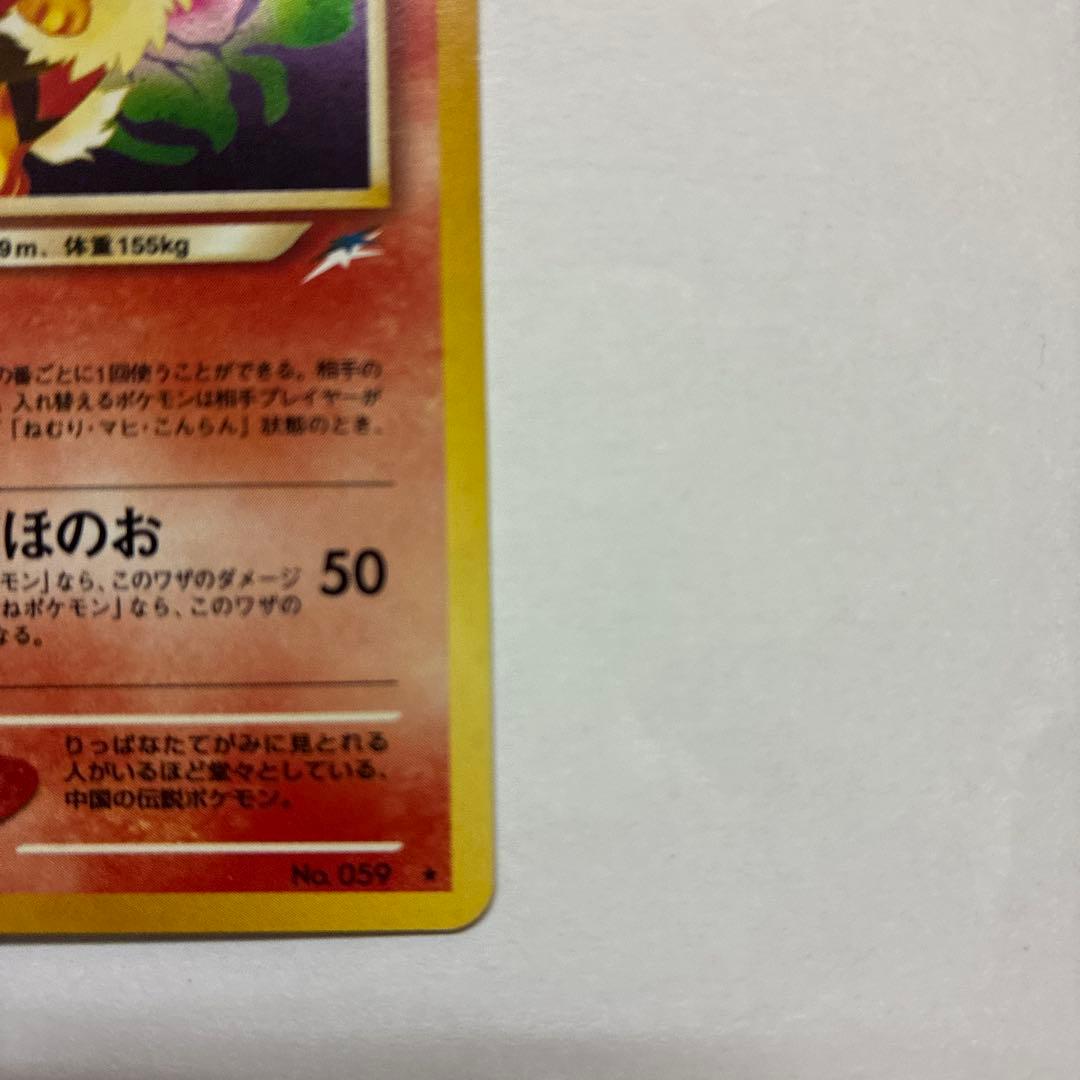 9m、体重155kg
の番ごとに1回使うことができる。相手の
入れ替えるポケモンは相手プレイヤーが
「ねむり・マヒ・こんらん」状態のとき、
ほのお
モン」なら、このワザのダメージ
50
ねポケモン」なら、このワザの
なる。
りっぱなたてがみに見とれる
人がいるほど堂々としている、
中国の伝説ポケモン。
No. 059 ★